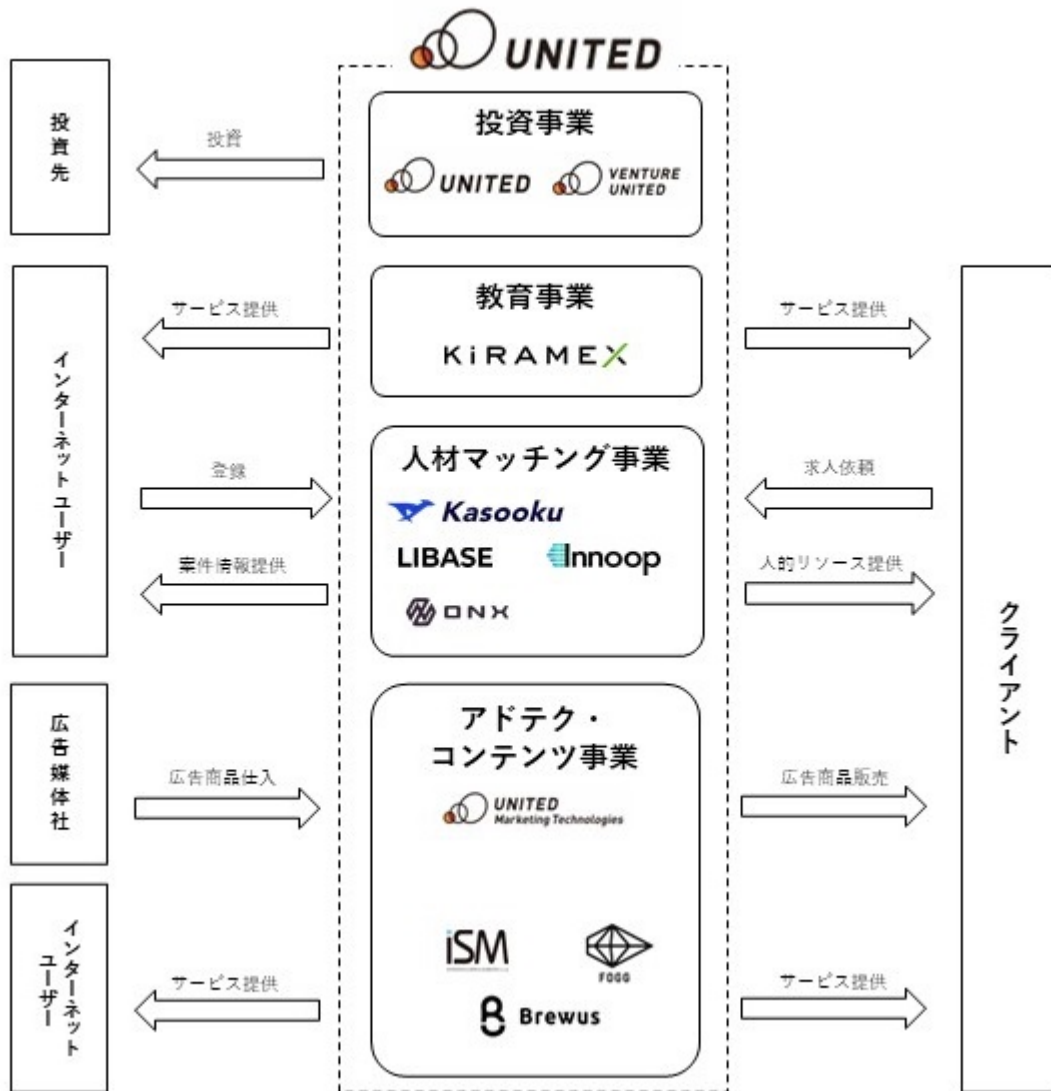 UNITED
投資先
投資
投資事業
UNITED
VENTURE
UNITED
インターネットユーザー
サービス提供
教育事業
KiRAMEX
サービス提供
登録
案件情報提供
人材マッチング事業
Kasooku
LIBASE
Innoop
ONX
求人依頼
人的リソース提供
クライアント
広告媒体社
広告商品仕入
アドテク・
コンテンツ事業
UNITED
Marketing Technologies
広告商品販売
インターネット
ユーザー
サービス提供
iSM
FOGG
Brewus
サービス提供